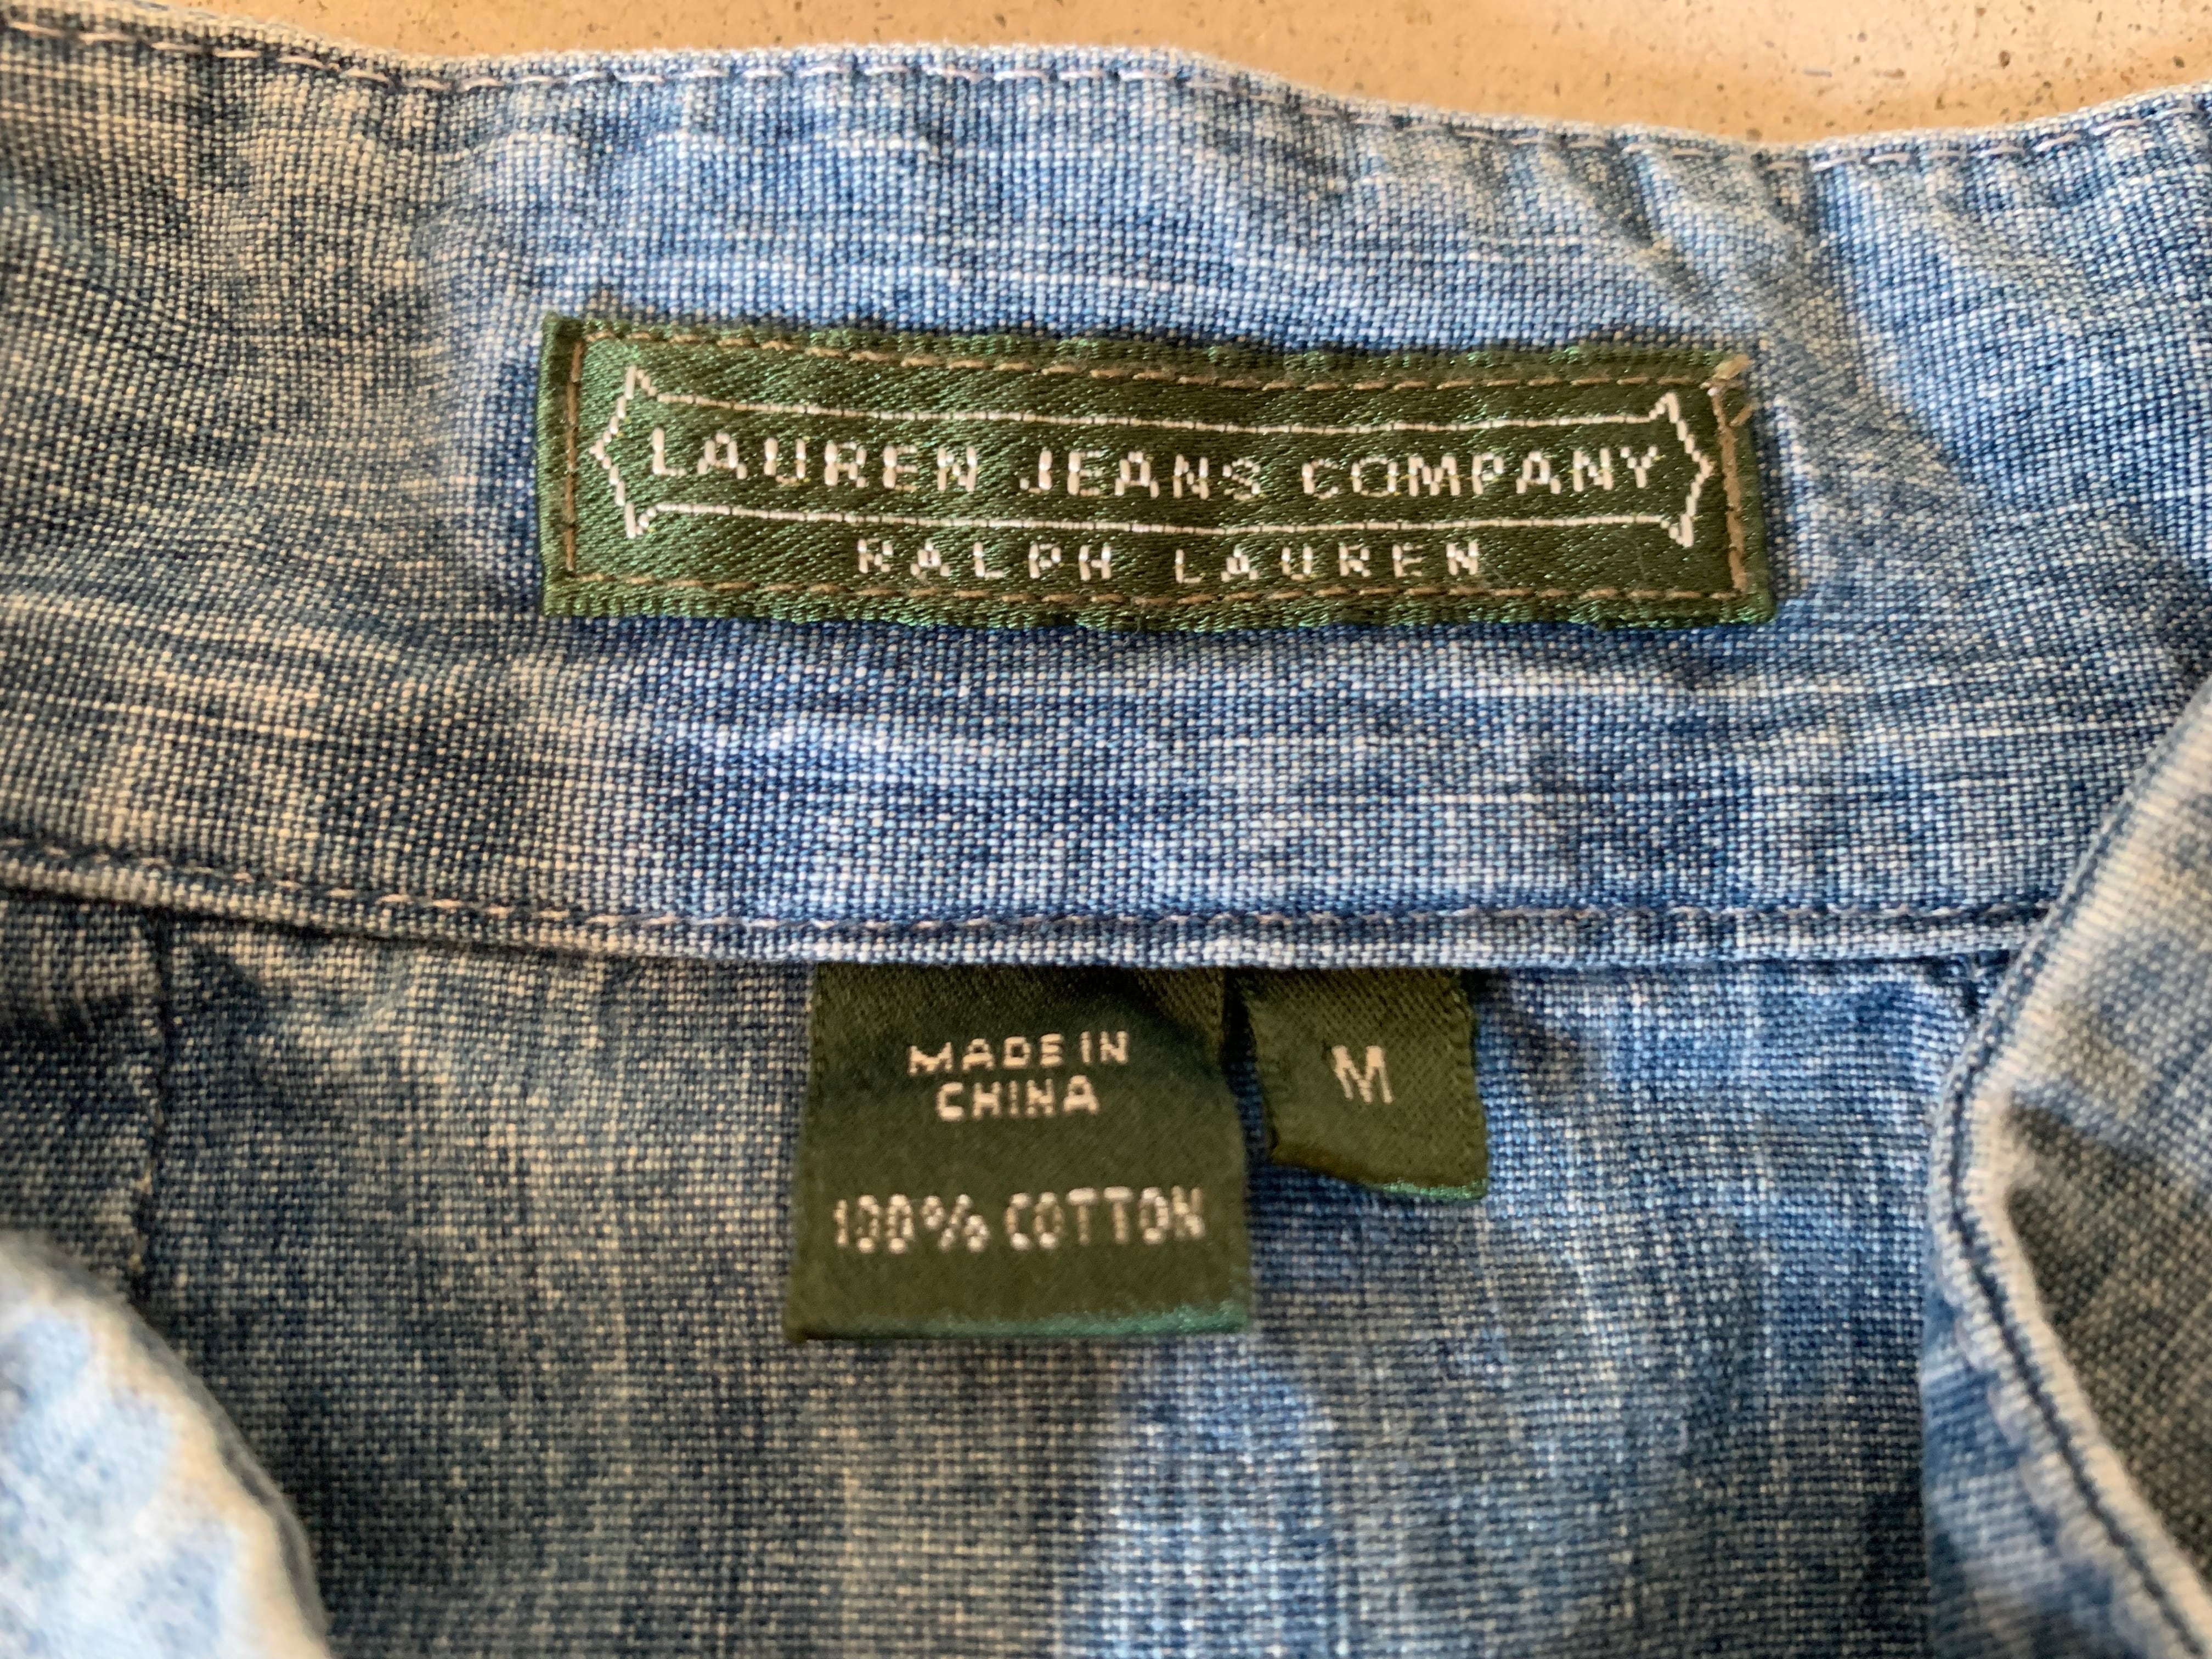 LAUREN JEANS COMPANY
RALPH LAUREN
MADE IN
CHINA
100% COTTON
M